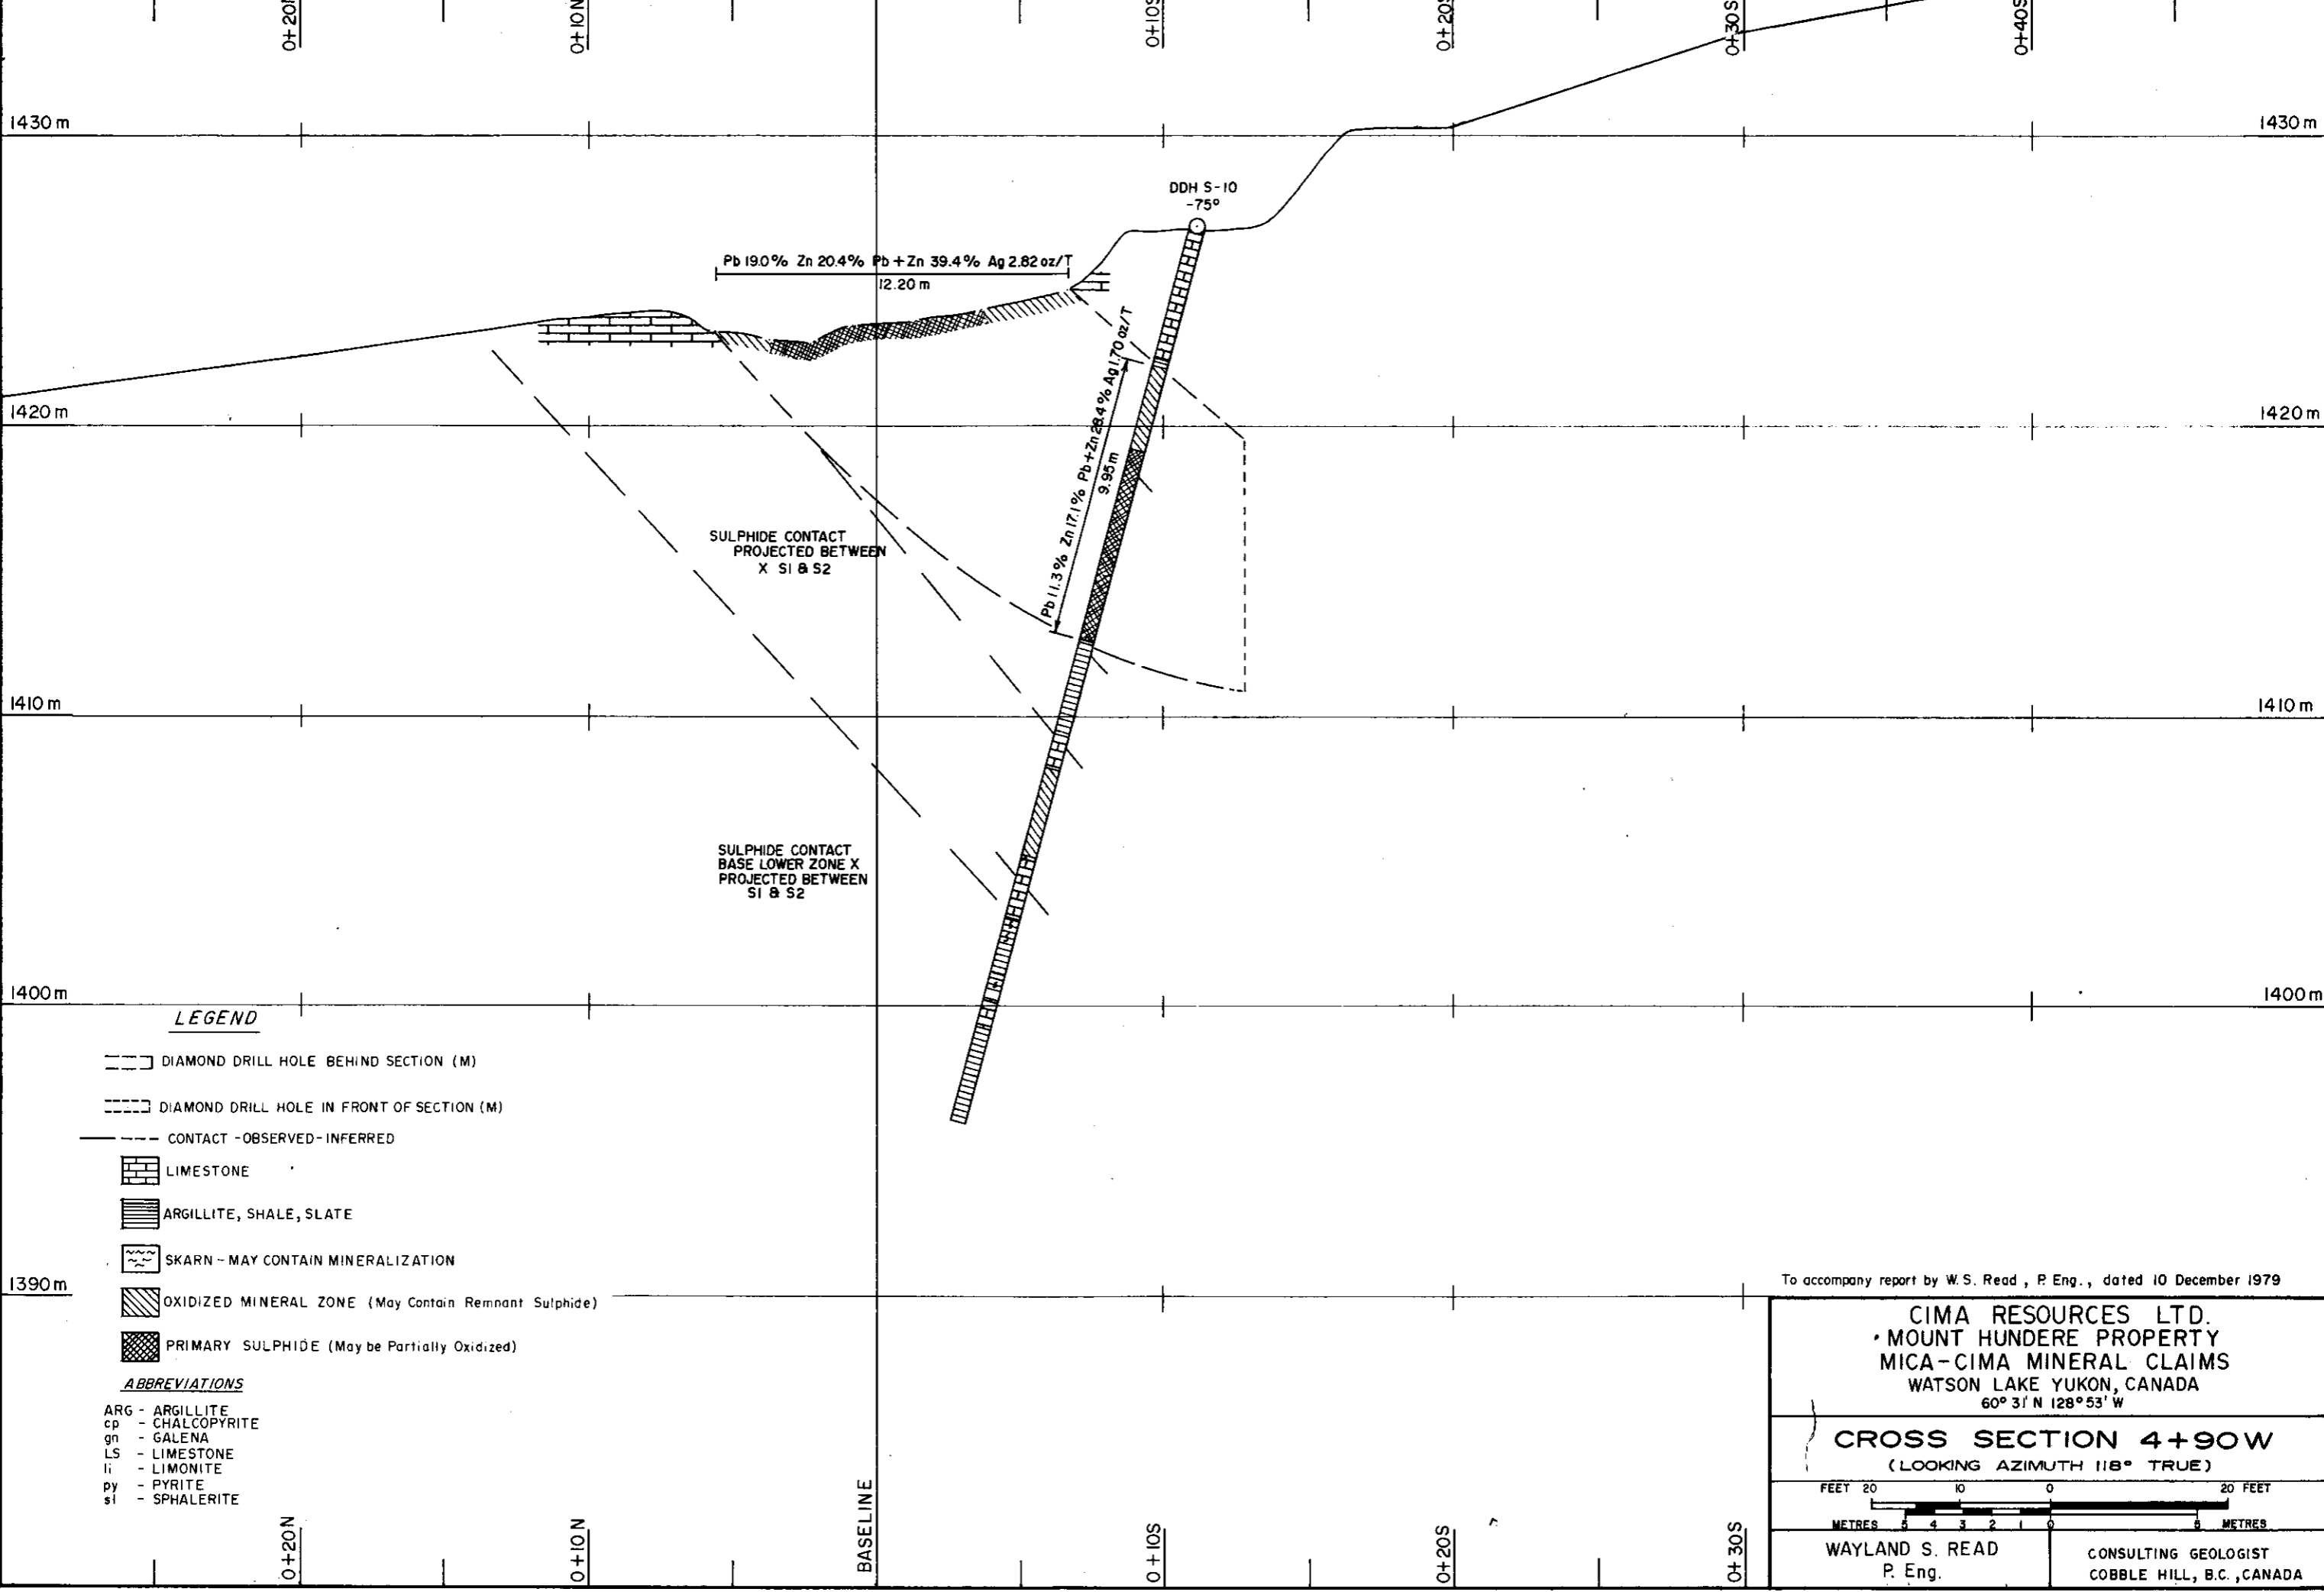 0+20N
0+10N
0+10S
0+20S
0+30S
0+40S
1430 m
1430 m
DDH S-10
-75°
Pb 19.0% Zn 20.4% Pb+Zn 39.4% Ag 2.82 oz/T
12.20 m
Pb 11.3% Zn 17.1% Pb+Zn 28.4% Ag 1.70 oz/T
9.95 m
1420 m
1420 m
SULPHIDE CONTACT
PROJECTED BETWEEN
X S1 & S2
1410 m
1410 m
SULPHIDE CONTACT
BASE LOWER ZONE X
PROJECTED BETWEEN
S1 & S2
1400 m
1400 m
LEGEND
DIAMOND DRILL HOLE BEHIND SECTION (M)
DIAMOND DRILL HOLE IN FRONT OF SECTION (M)
CONTACT - OBSERVED - INFERRED
LIMESTONE
ARGILLITE, SHALE, SLATE
SKARN - MAY CONTAIN MINERALIZATION
1390 m
OXIDIZED MINERAL ZONE (May Contain Remnant Sulphide)
PRIMARY SULPHIDE (May be Partially Oxidized)
ABBREVIATIONS
ARG - ARGILLITE
cp - CHALCOPYRITE
gn - GALENA
LS - LIMESTONE
li - LIMONITE
py - PYRITE
sl - SPHALERITE
0+20N
0+10N
BASELINE
0+10S
0+20S
0+30S
To accompany report by W. S. Read, P. Eng., dated 10 December 1979
CIMA RESOURCES LTD.
MOUNT HUNDERE PROPERTY
MICA-CIMA MINERAL CLAIMS
WATSON LAKE YUKON, CANADA
60° 31' N 128° 53' W
CROSS SECTION 4+90W
(LOOKING AZIMUTH 118° TRUE)
FEET 20 10 0 20 FEET
METRES 5 4 3 2 1 0 5 METRES
WAYLAND S. READ
P. Eng.
CONSULTING GEOLOGIST
COBBLE HILL, B.C., CANADA